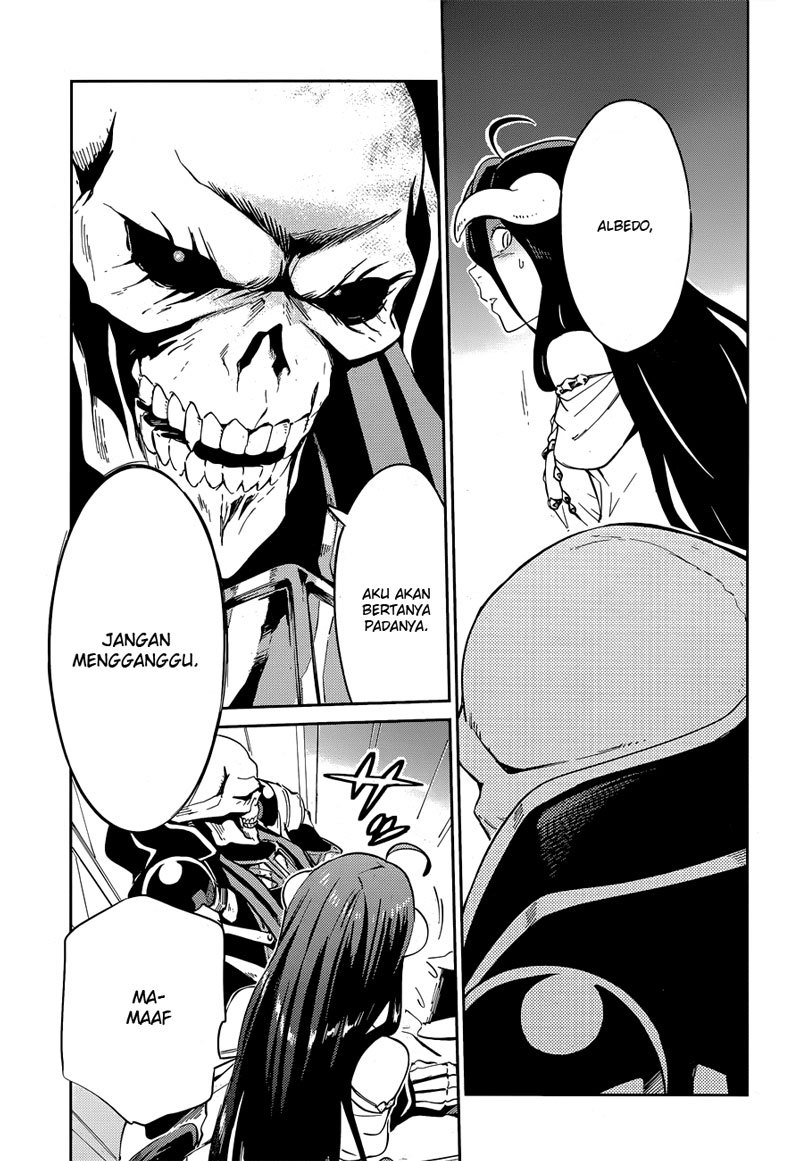 ALBEDO,
AKU AKAN
BERTANYA
PADANYA.
JANGAN
MENGGANGGU.
MA-
MAAF